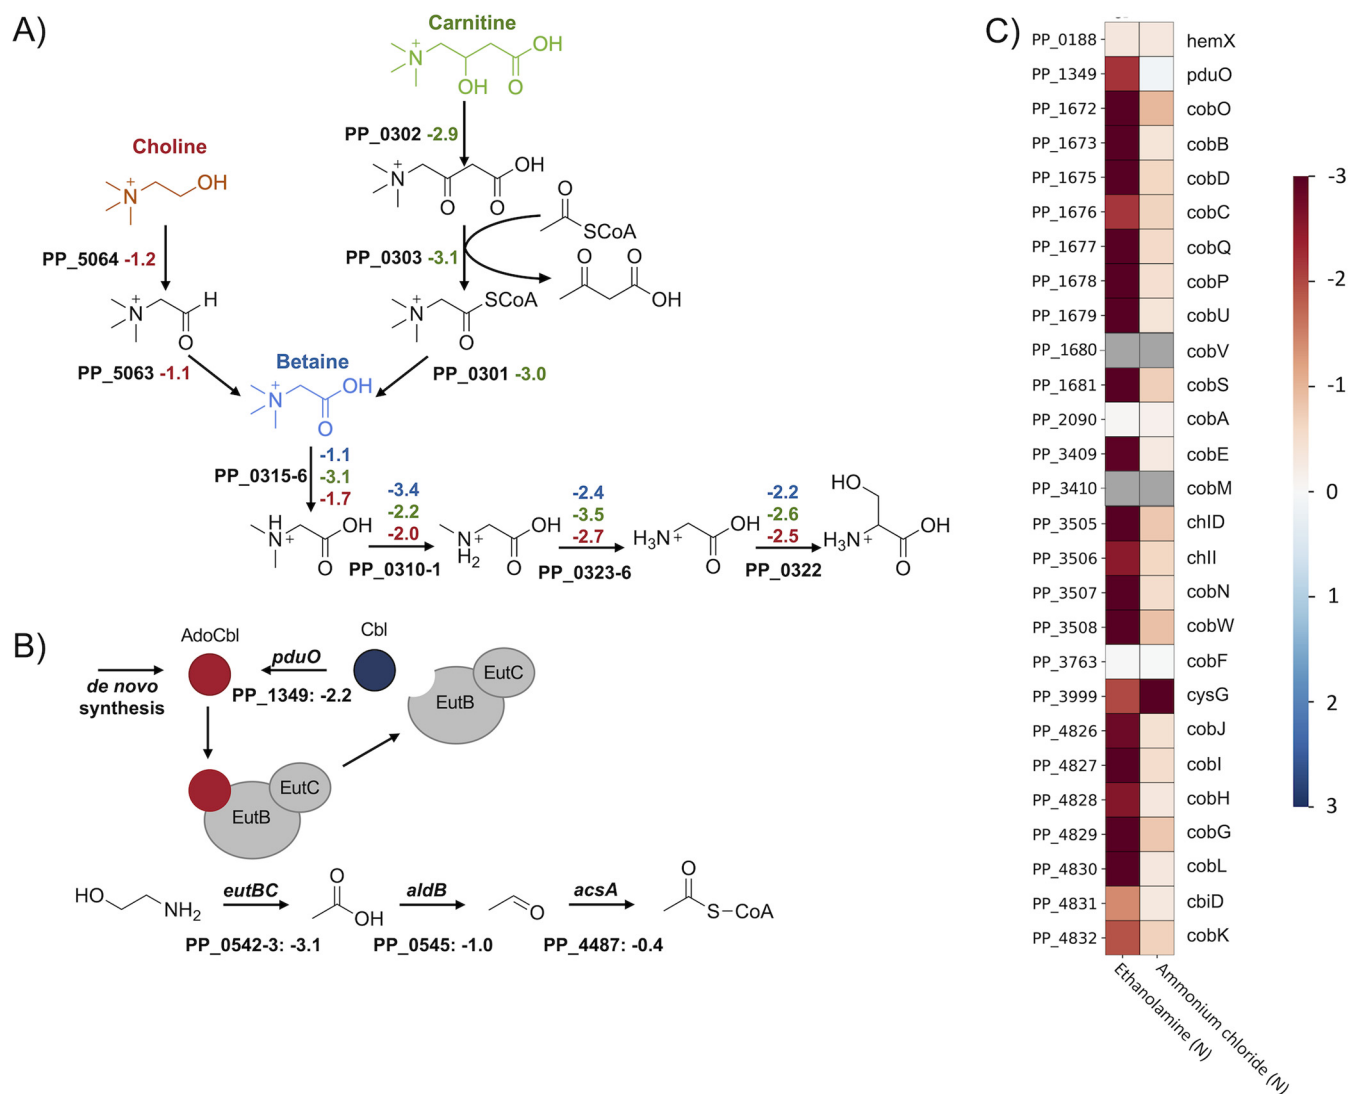 A)
Carnitine
N
+
OH
OH
O
PP_0302 -2.9
Choline
N
+
OH
N
+
O
O
OH
O
SCoA
PP_5064 -1.2
PP_0303 -3.1
O
O
OH
N
+
H
O
N
+
SCoA
O
PP_5063 -1.1
Betaine
PP_0301 -3.0
N
+
OH
O
PP_0315-6
-1.1
-3.1
-1.7
H
N
+
OH
O
-3.4
-2.2
-2.0
PP_0310-1
N
+
H2
OH
O
-2.4
-3.5
-2.7
PP_0323-6
H3N
+
OH
O
-2.2
-2.6
-2.5
PP_0322
HO
H3N
+
OH
O
B)
AdoCbl
Cbl
pduO
de novo
synthesis
PP_1349: -2.2
EutC
EutB
EutC
EutB
HO
NH2
eutBC
PP_0542-3: -3.1
O
OH
aldB
PP_0545: -1.0
O
acsA
PP_4487: -0.4
O
S–CoA
C)
PP_0188 hemX
PP_1349 pduO
PP_1672 cobO
PP_1673 cobB
PP_1675 cobD
PP_1676 cobC
PP_1677 cobQ
PP_1678 cobP
PP_1679 cobU
PP_1680 cobV
PP_1681 cobS
PP_2090 cobA
PP_3409 cobE
PP_3410 cobM
PP_3505 chlD
PP_3506 chlI
PP_3507 cobN
PP_3508 cobW
PP_3763 cobF
PP_3999 cysG
PP_4826 cobJ
PP_4827 cobI
PP_4828 cobH
PP_4829 cobG
PP_4830 cobL
PP_4831 cbiD
PP_4832 cobK
Ethanolamine (N)
Ammonium chloride (N)
-3
-2
-1
0
1
2
3